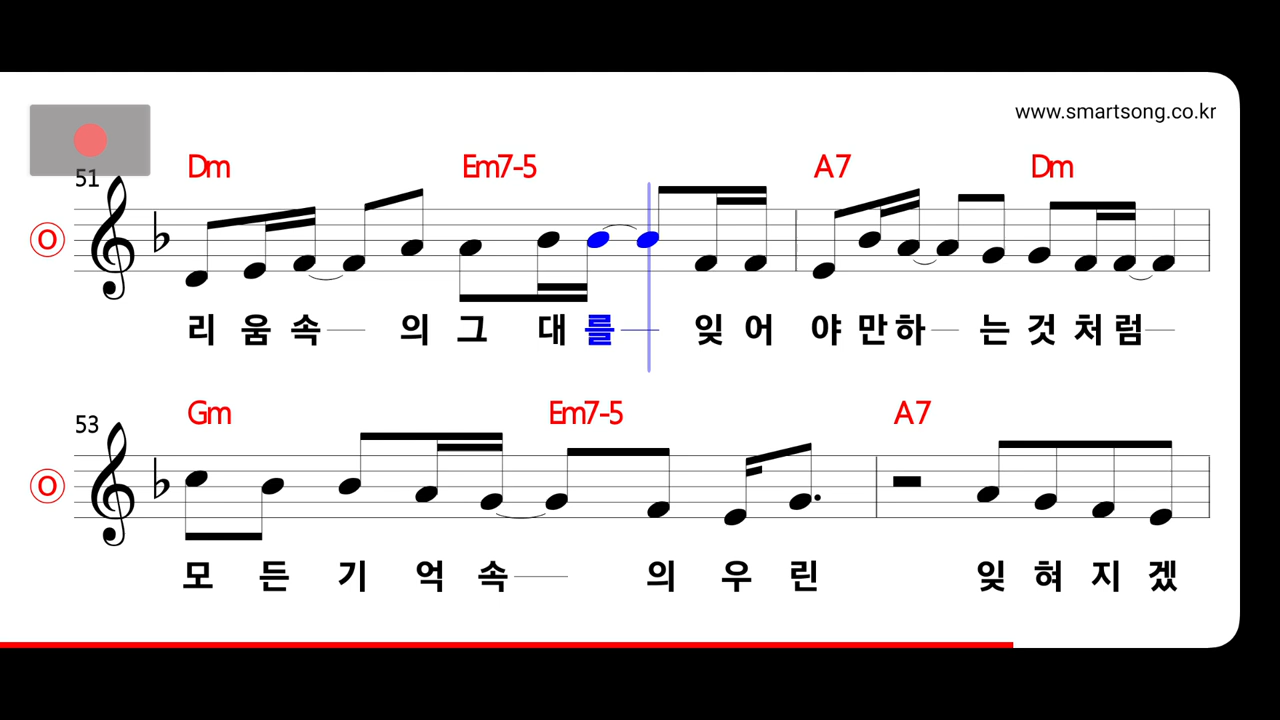 www.smartsong.co.kr
51 Dm Em7-5 A7 Dm
O
리 움 속 의 그 대 를 잊 어 야 만 하 는 것 처 럼
53 Gm Em7-5 A7
O
모 든 기 억 속 의 우 린 잊 혀 지 겠